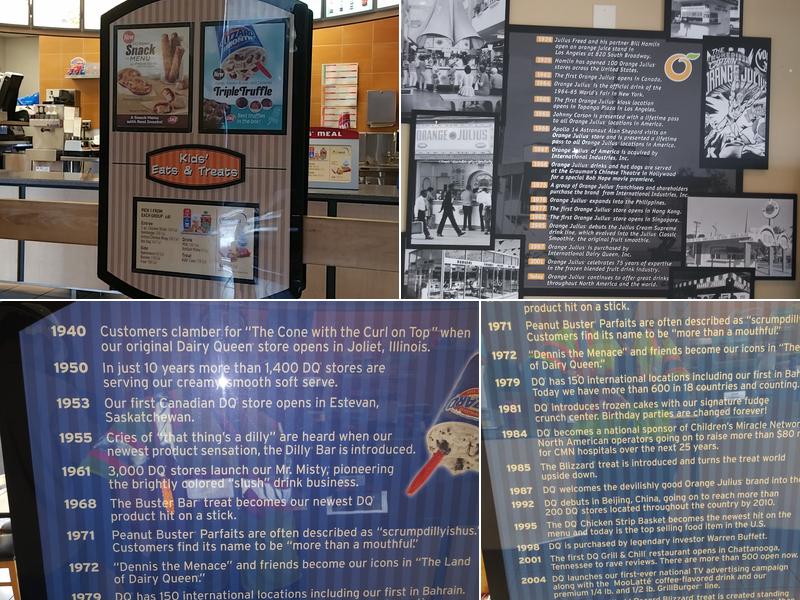 Snack
MENU
BLIZZARD
MONTH
New
TripleTruffle
Kids'
Eats & Treats
PICK 1 FROM
EACH GROUP:
MEAL
1926 Julius Freed and his partner Bill Hamlin
open an orange juice stand in
Los Angeles at 820 South Broadway.
Hamlin has opened 100 Orange Julius
stores across the United States.
The first Orange Julius opens in Canada.
Orange Julius is the official drink of the
1964-65 World's Fair in New York.
The first Orange Julius kiosk location
opens in Topanga Plaza in Los Angeles.
Johnny Carson is presented with a lifetime pass
to all Orange Julius locations in America.
Apollo 14 Astronaut Alan Shepard visits an
Orange Julius store and is presented a lifetime
pass to all Orange Julius locations in America.
Orange Julius of America is acquired by
International Industries, Inc.
Orange Julius drinks and hot dogs are served
at the Grauman's Chinese Theatre in Hollywood
for a special Bob Hope movie premiere.
A group of Orange Julius franchisees and shareholders
purchase the brand from International Industries, Inc.
Orange Julius expands into the Philippines.
The first Orange Julius store opens in Hong Kong.
The first Orange Julius store opens in Singapore.
Orange Julius debuts the Julius Cream Supreme
drink line, which evolved into the Julius Classic
Smoothie, the original fruit smoothie.
Orange Julius is purchased by
International Dairy Queen, Inc.
Orange Julius celebrates 75 years of expertise
in the frozen blended fruit drink industry.
Today Orange Julius continues to offer great drinks
throughout North America and the world.
ORANGE JULIUS
ORANGE JULIUS
1940 Customers clamber for "The Cone with the Curl on Top" when
our original Dairy Queen store opens in Joliet, Illinois.
1950 In just 10 years more than 1,400 DQ stores are
serving our creamy smooth soft serve.
1953 Our first Canadian DQ store opens in Estevan,
Saskatchewan.
1955 Cries of "that thing's a dilly" are heard when our
newest product sensation, the Dilly Bar is introduced.
1961 3,000 DQ stores launch our Mr. Misty, pioneering
the brightly colored "slush" drink business.
1968 The Buster Bar treat becomes our newest DQ
product hit on a stick.
1971 Peanut Buster Parfaits are often described as "scrumpdillyishus."
Customers find its name to be "more than a mouthful."
1972 "Dennis the Menace" and friends become our icons in "The Land
of Dairy Queen."
1979 DQ has 150 international locations including our first in Bahrain.
product hit on a stick.
1971 Peanut Buster Parfaits are often described as "scrumpdilly
Customers find its name to be "more than a mouthful."
1972 "Dennis the Menace" and friends become our icons in "The
of Dairy Queen."
1979 DQ has 150 international locations including our first in Bah
Today we have more than 600 in 18 countries and counting.
1981 DQ introduces frozen cakes with our signature fudge
crunch center. Birthday parties are changed forever!
1984 DQ becomes a national sponsor of Children's Miracle Networ
North American operators going on to raise more than $80 m
for CMN hospitals over the next 25 years.
1985 The Blizzard treat is introduced and turns the treat world
upside down.
1987 DQ welcomes the devilishly good Orange Julius brand into the
1992 DQ debuts in Beijing, China, going to reach more than
200 DQ stores located throughout the country by 2010.
1995 The DQ Chicken Strip Basket becomes the newest hit on the
menu and today is the top selling food item in the U.S.
1998 DQ is purchased by legendary investor Warren Buffett.
2001 The first DQ Grill & Chill restaurant opens in Chattanooga,
Tennessee to rave reviews. There are more than 500 open now.
2004 DQ launches our first-ever national TV advertising campaign
along with the MooLatté coffee-flavored drink and our
premium 1/4 lb. and 1/2 lb. GrillBurger line.
Record Blizzard treat is created standing